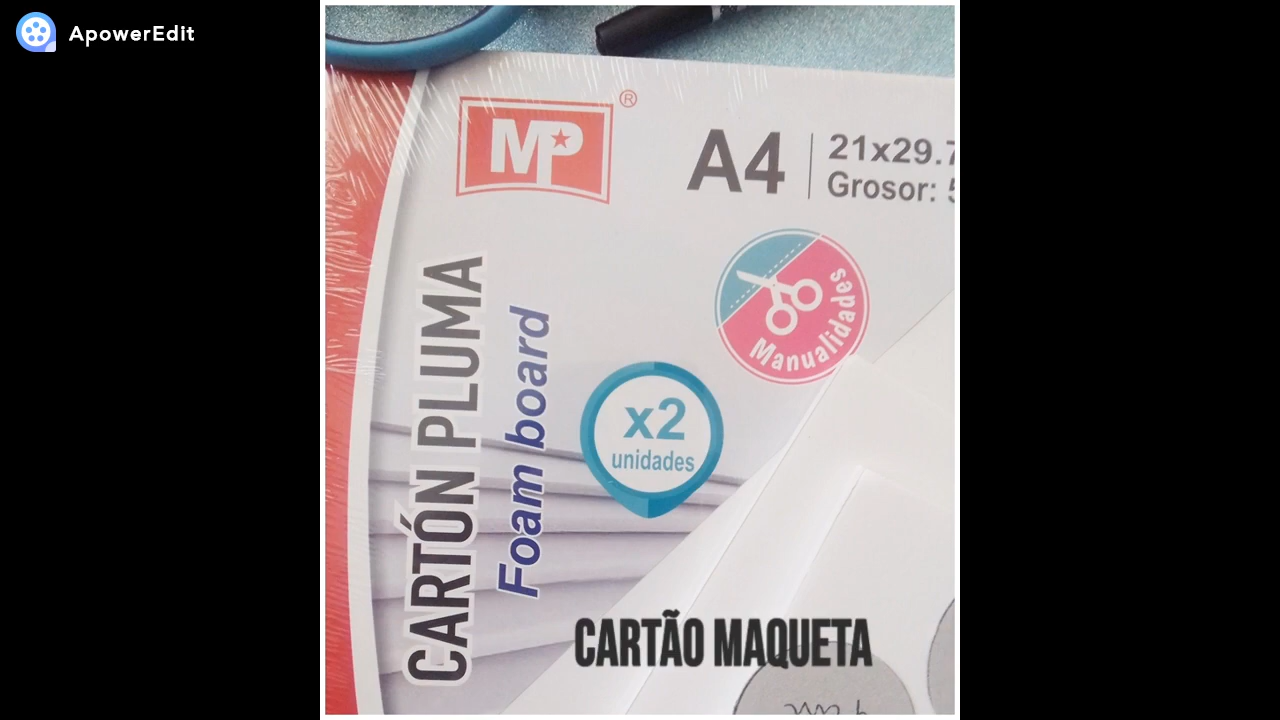 ApowerEdit
MP®
A4
21x29.7
Grosor: 5
Manualidades
CARTÓN PLUMA
Foam board
x2
unidades
CARTÃO MAQUETA